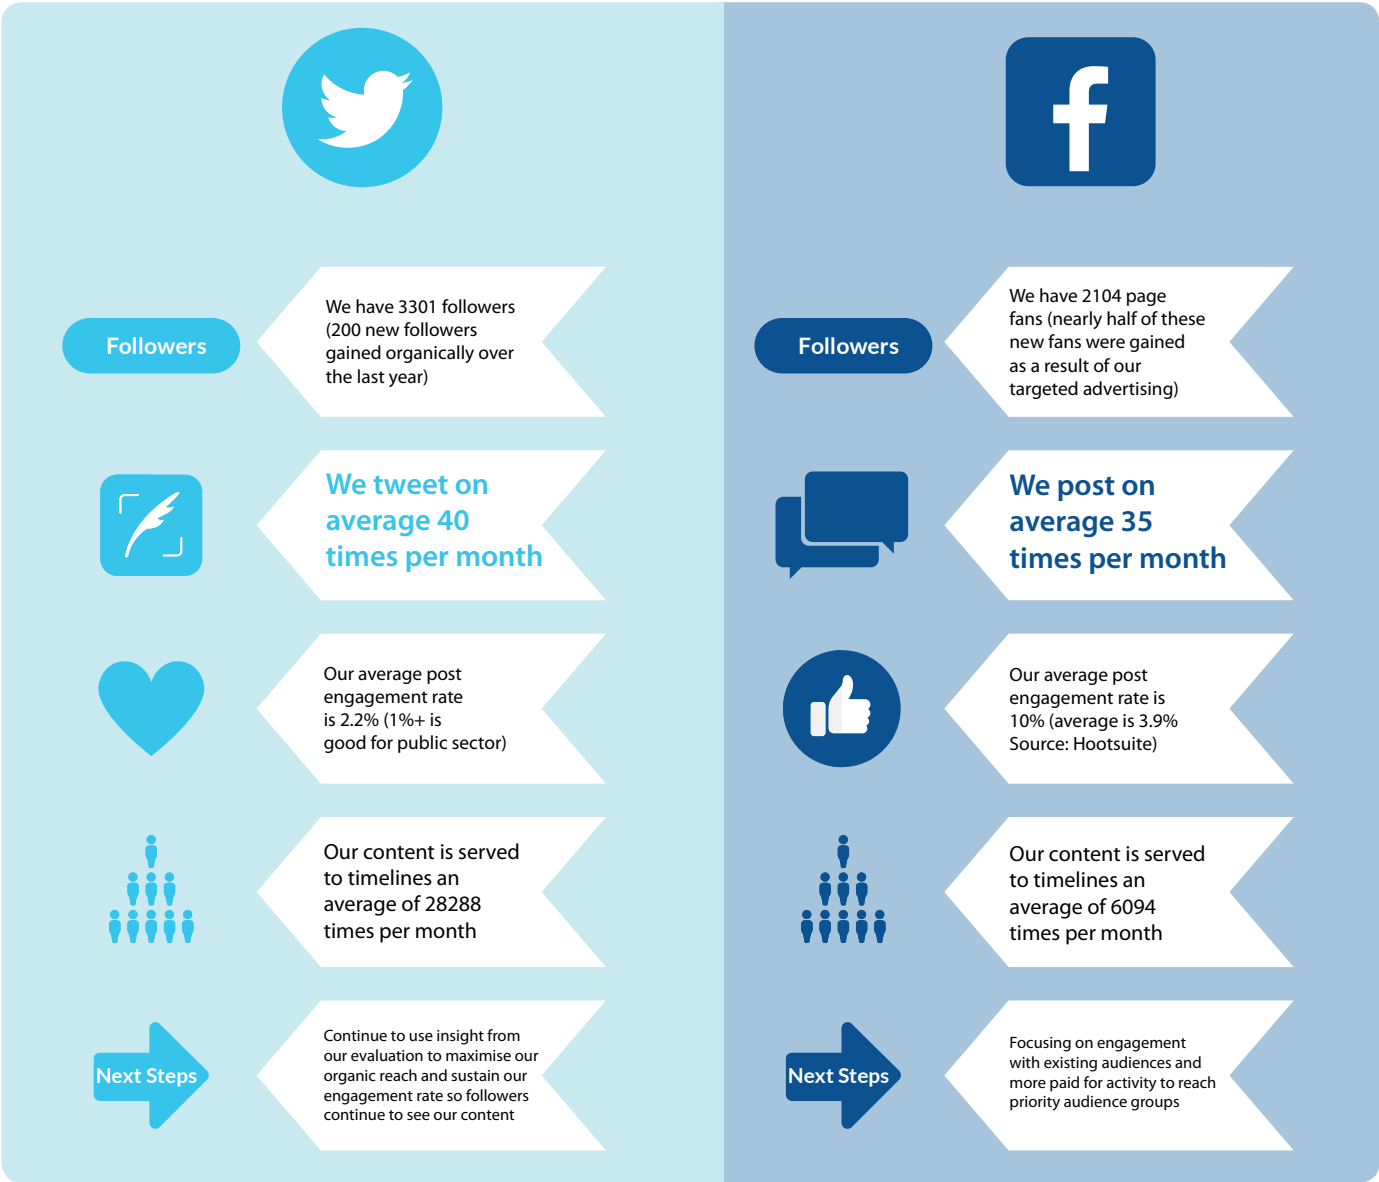 Followers
We have 3301 followers
(200 new followers
gained organically over
the last year)
We tweet on
average 40
times per month
Our average post
engagement rate
is 2.2% (1%+ is
good for public sector)
Our content is served
to timelines an
average of 28288
times per month
Next Steps
Continue to use insight from
our evaluation to maximise our
organic reach and sustain our
engagement rate so followers
continue to see our content
Followers
We have 2104 page
fans (nearly half of these
new fans were gained
as a result of our
targeted advertising)
We post on
average 35
times per month
Our average post
engagement rate is
10% (average is 3.9%
Source: Hootsuite)
Our content is served
to timelines an
average of 6094
times per month
Next Steps
Focusing on engagement
with existing audiences and
more paid for activity to reach
priority audience groups